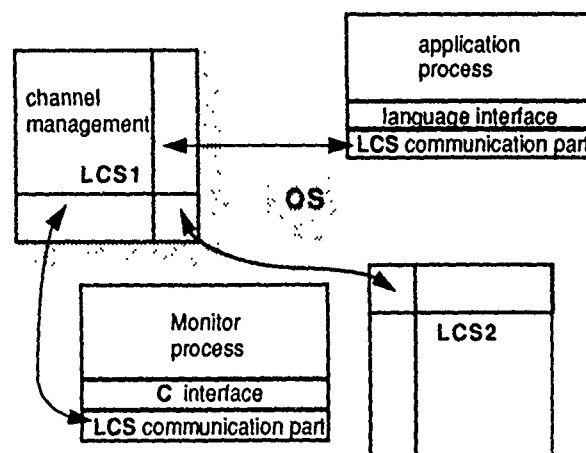 application
process
language interface
LCS communication part
channel
management
LCS1
OS
Monitor
process
C interface
LCS communication part
LCS2